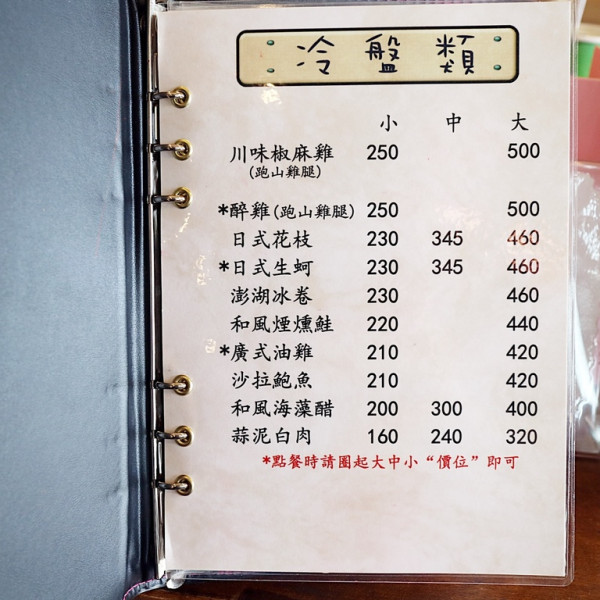 冷盤類
小 中 大
川味椒麻雞 250 500
(跑山雞腿)
*醉雞(跑山雞腿) 250 500
日式花枝 230 345 460
*日式生蚵 230 345 460
澎湖冰卷 230 460
和風煙燻鮭 220 440
*廣式油雞 210 420
沙拉鮑魚 210 420
和風海藻醋 200 300 400
蒜泥白肉 160 240 320
*點餐時請圈起大中小“價位”即可